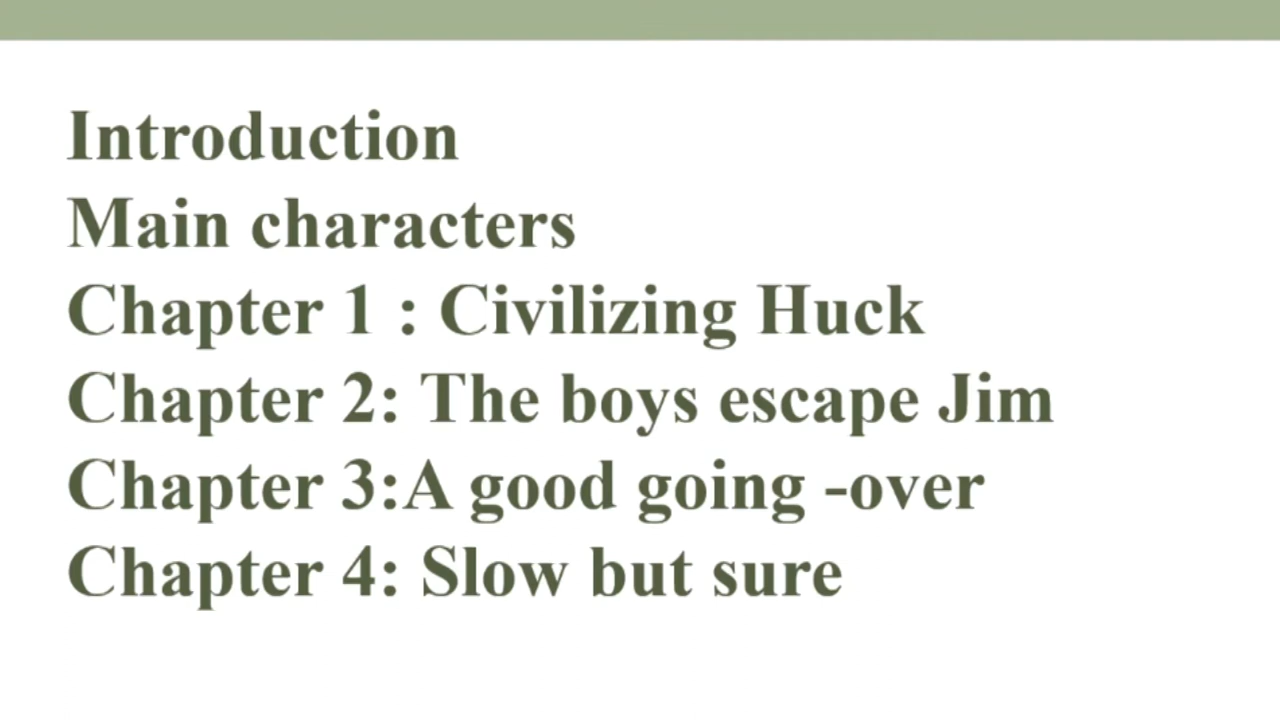 Introduction
Main characters
Chapter 1 : Civilizing Huck
Chapter 2: The boys escape Jim
Chapter 3:A good going -over
Chapter 4: Slow but sure